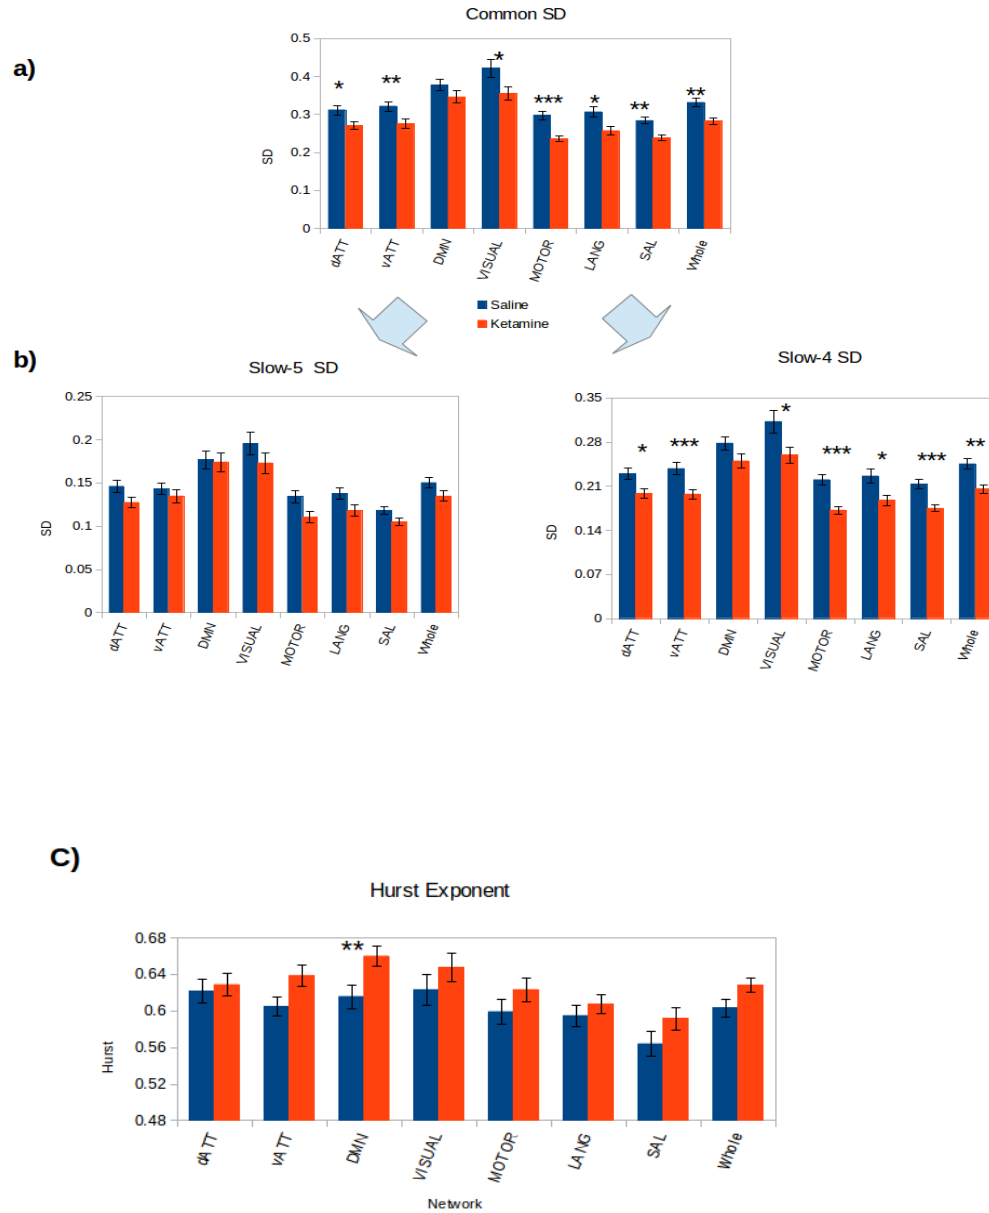 Common SD
a)
0.5
0.4
0.3
0.2
0.1
0
SD
* ** * *** * ** **
dATT vATT DMN VISUAL MOTOR LANG SAL Whole
Saline
Ketamine
b)
Slow-5 SD
0.25
0.2
0.15
0.1
0.05
0
SD
dATT vATT DMN VISUAL MOTOR LANG SAL Whole
Slow-4 SD
0.35
0.28
0.21
0.14
0.07
0
SD
* *** * *** * *** **
dATT vATT DMN VISUAL MOTOR LANG SAL Whole
C)
Hurst Exponent
0.68
0.64
0.6
0.56
0.52
0.48
Hurst
**
dATT vATT DMN VISUAL MOTOR LANG SAL Whole
Network